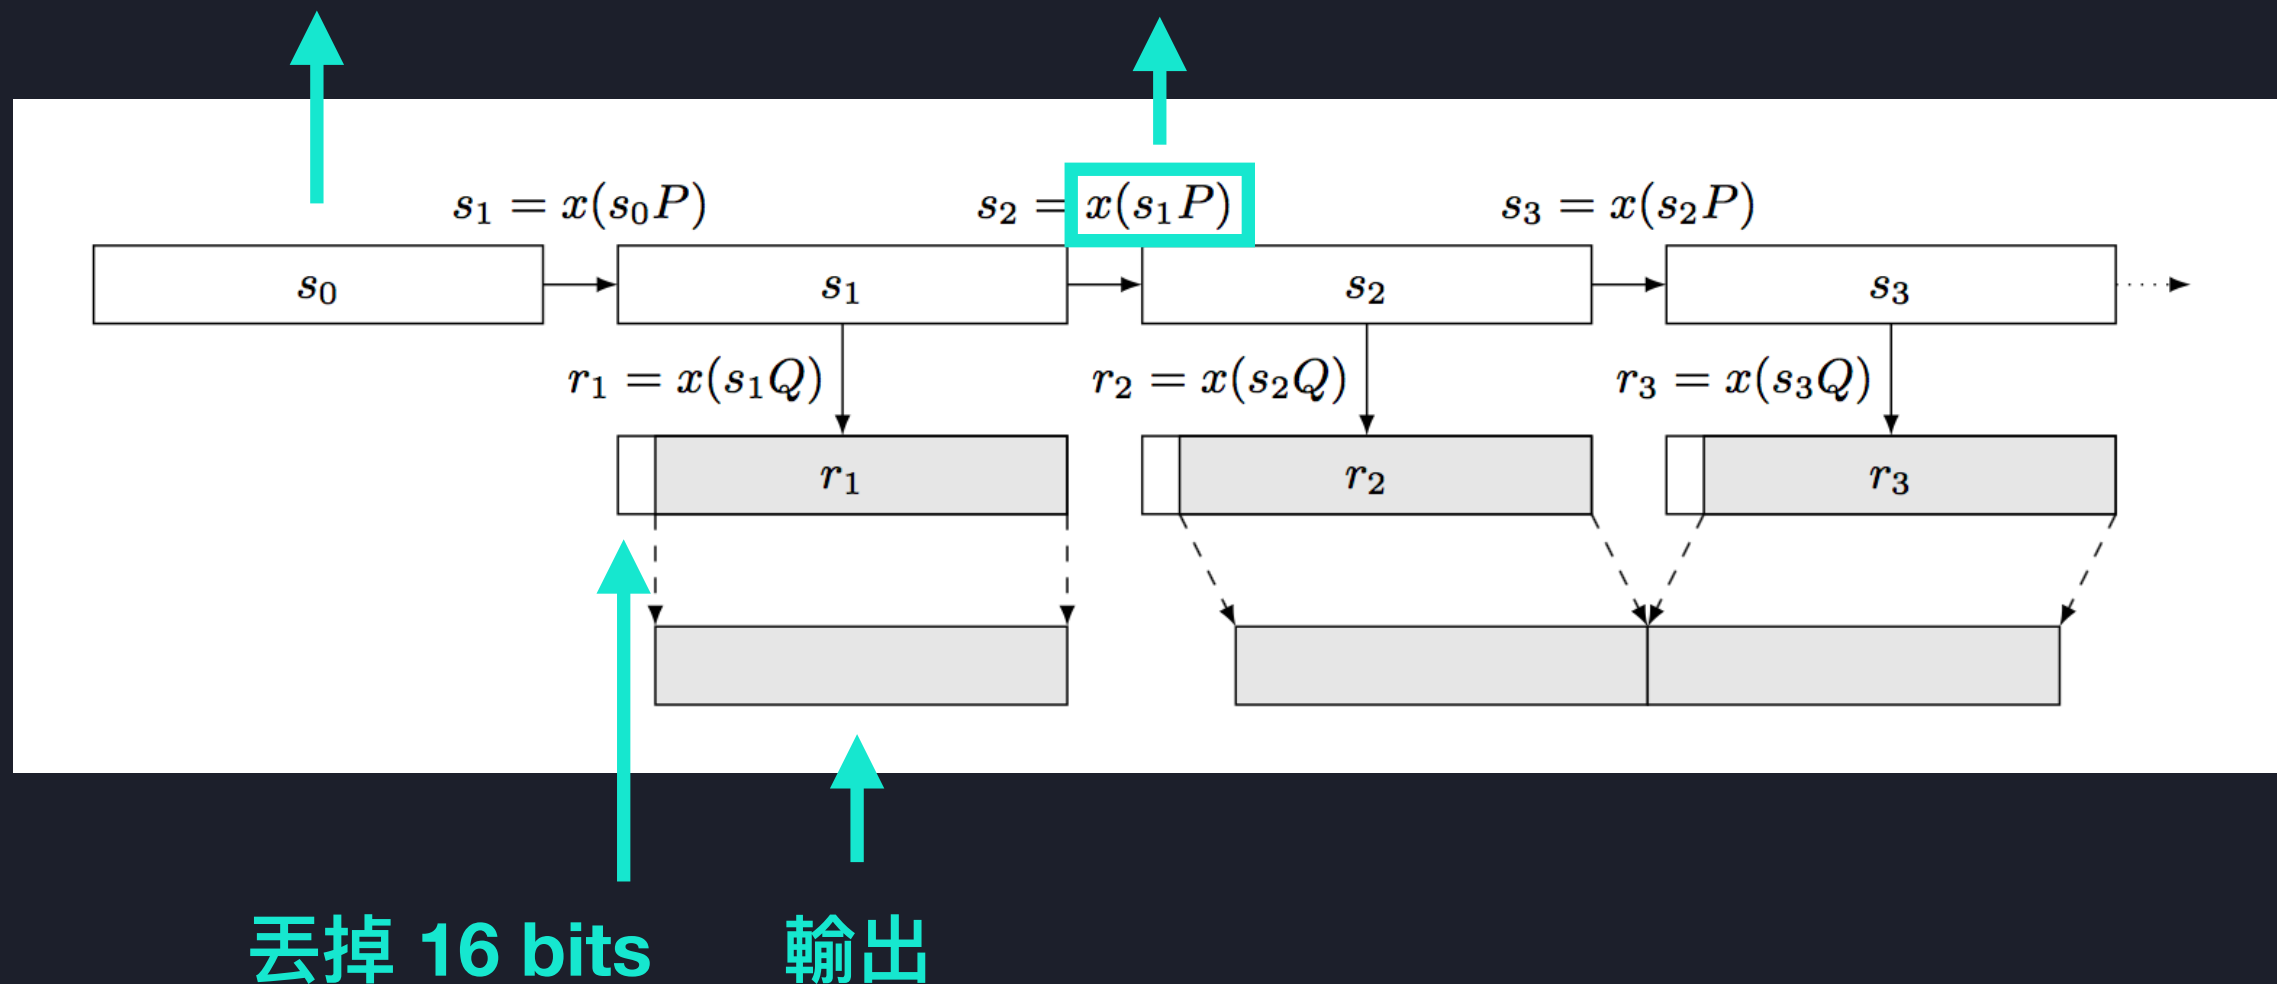 s₁ = x(s₀P) s₂ = x(s₁P) s₃ = x(s₂P)
s₀ s₁ s₂ s₃
r₁ = x(s₁Q) r₂ = x(s₂Q) r₃ = x(s₃Q)
r₁ r₂ r₃
丟掉 16 bits 輸出